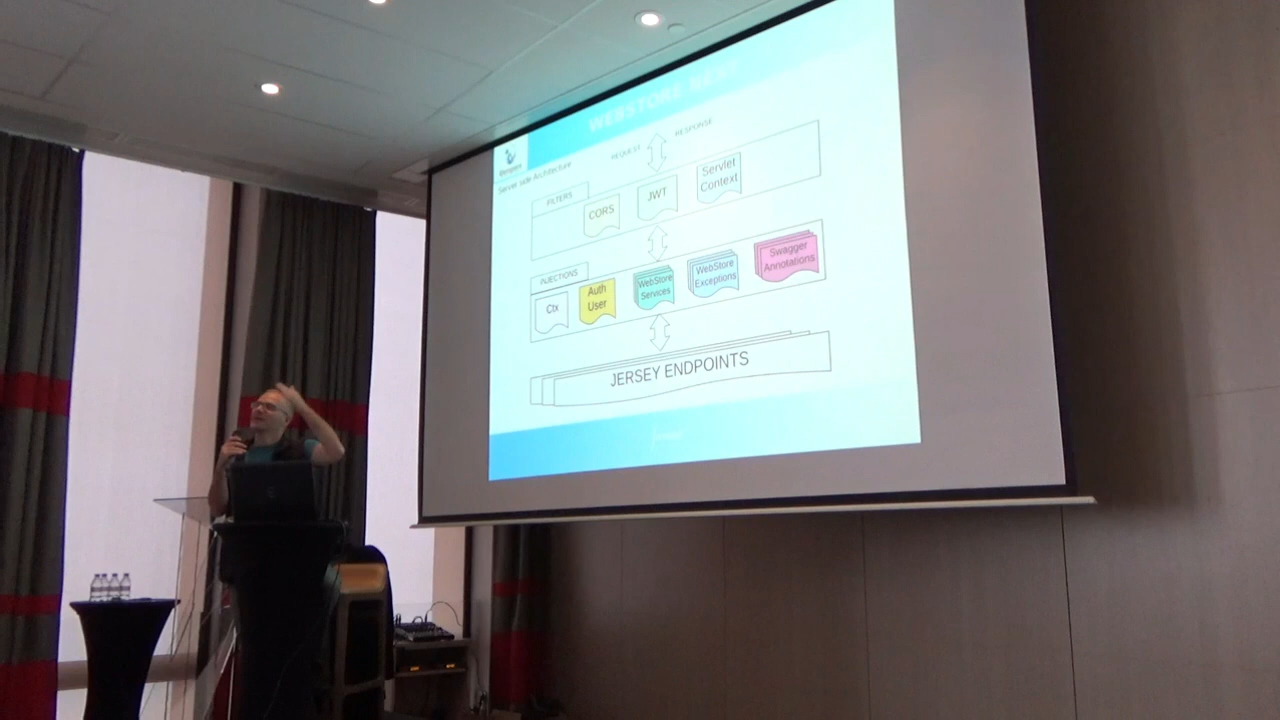 WEBSTORE REST
Server side Architecture
REQUEST
RESPONSE
FILTERS
CORS
JWT
Servlet
Context
INJECTIONS
Ctx
Auth
User
WebStore
Services
WebStore
Exceptions
Swagger
Annotations
JERSEY ENDPOINTS